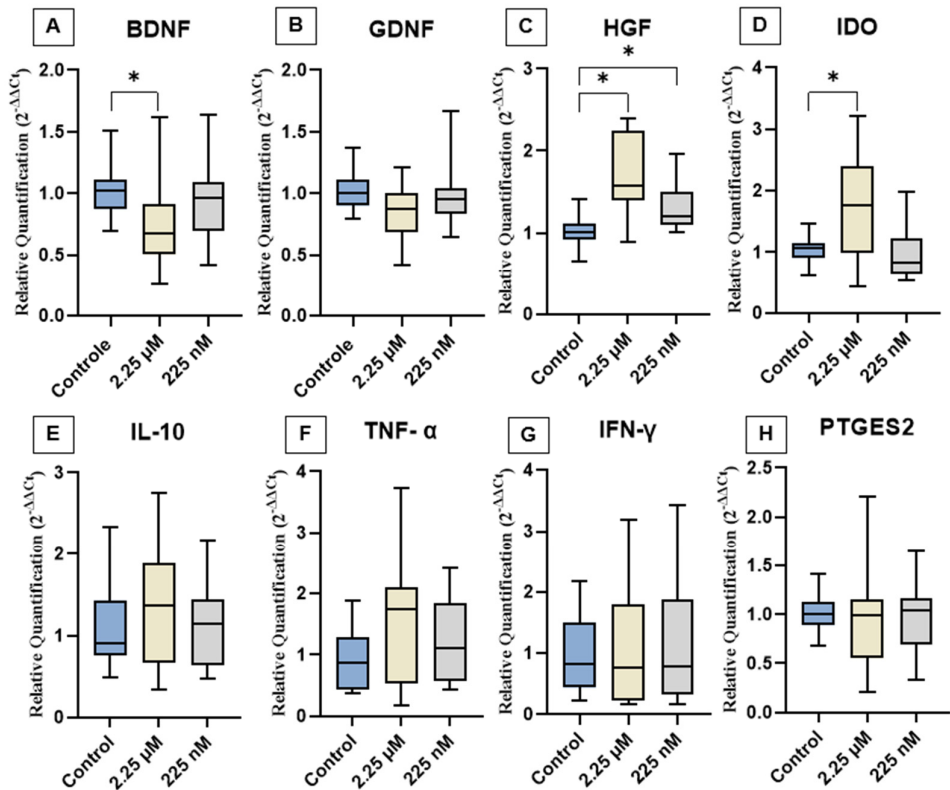 A BDNF
Relative Quantification (2^-ΔΔCt)
2.0
1.5
1.0
0.5
0.0
*
Controle
2.25 µM
225 nM
B GDNF
Relative Quantification (2^-ΔΔCt)
2.0
1.5
1.0
0.5
0.0
Controle
2.25 µM
225 nM
C HGF
Relative Quantification (2^-ΔΔCt)
3
2
1
0
*
*
Control
2.25 µM
225 nM
D IDO
Relative Quantification (2^-ΔΔCt)
4
3
2
1
0
*
Control
2.25 µM
225 nM
E IL-10
Relative Quantification (2^-ΔΔCt)
3
2
1
0
Control
2.25 µM
225 nM
F TNF- α
Relative Quantification (2^-ΔΔCt)
4
3
2
1
0
Control
2.25 µM
225 nM
G IFN-γ
Relative Quantification (2^-ΔΔCt)
4
3
2
1
0
Control
2.25 µM
225 nM
H PTGES2
Relative Quantification (2^-ΔΔCt)
2.5
2.0
1.5
1.0
0.5
0.0
Control
2.25 µM
225 nM